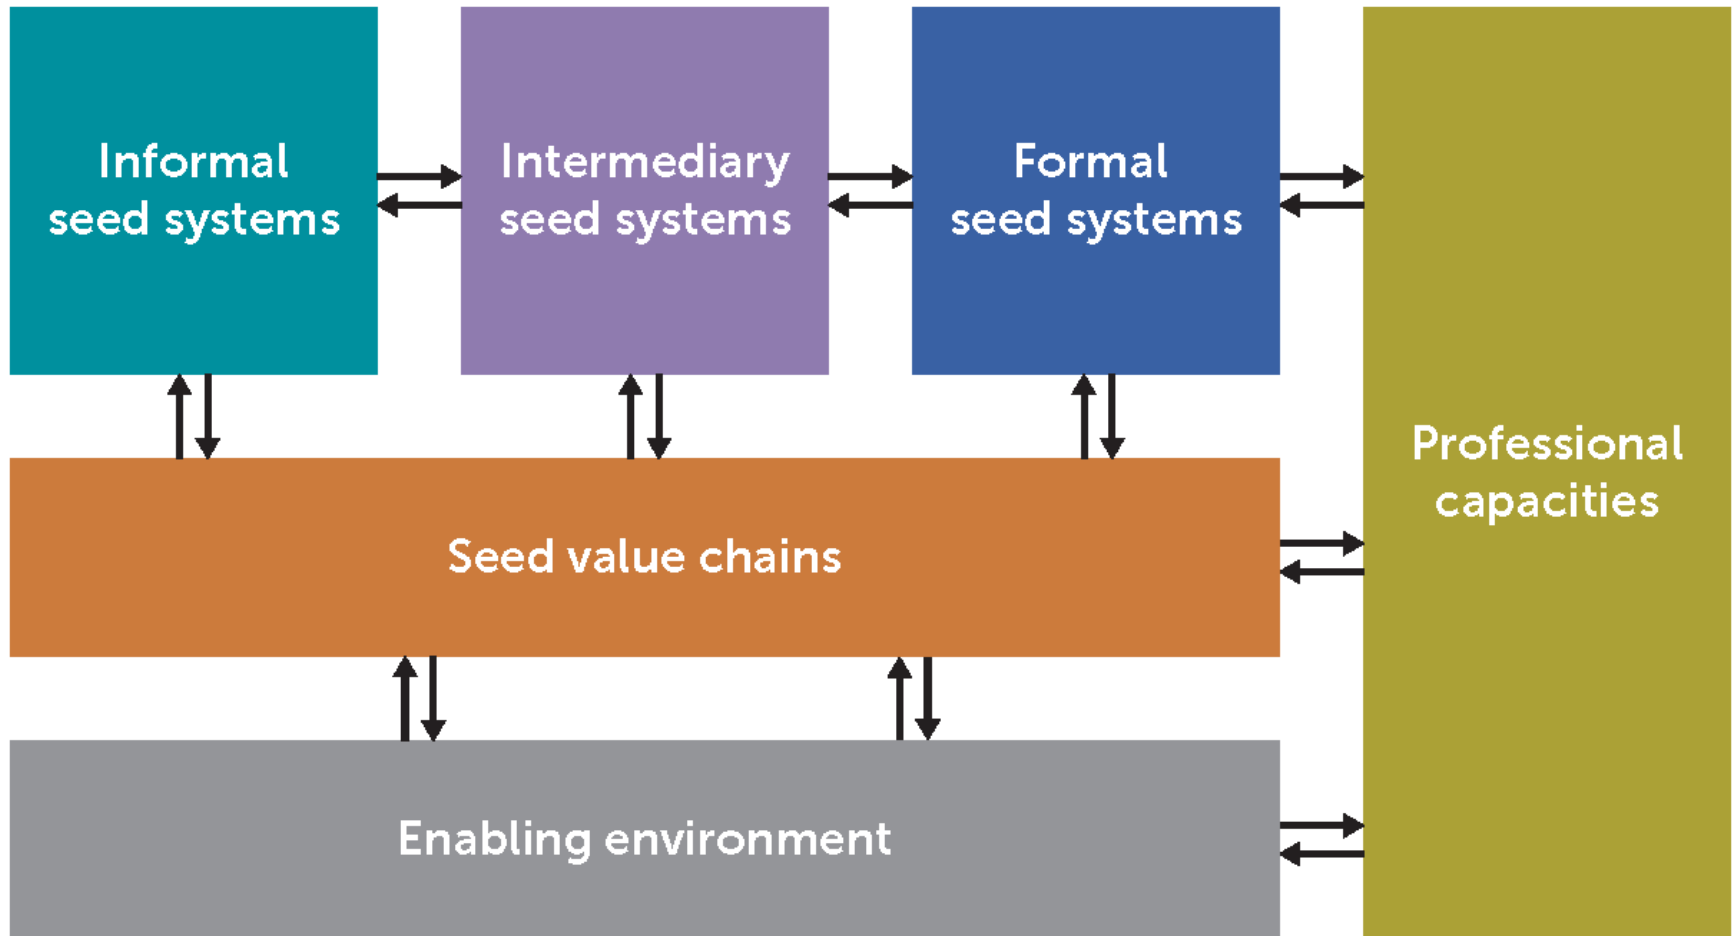 Informal
seed systems
Intermediary
seed systems
Formal
seed systems
Professional
capacities
Seed value chains
Enabling environment